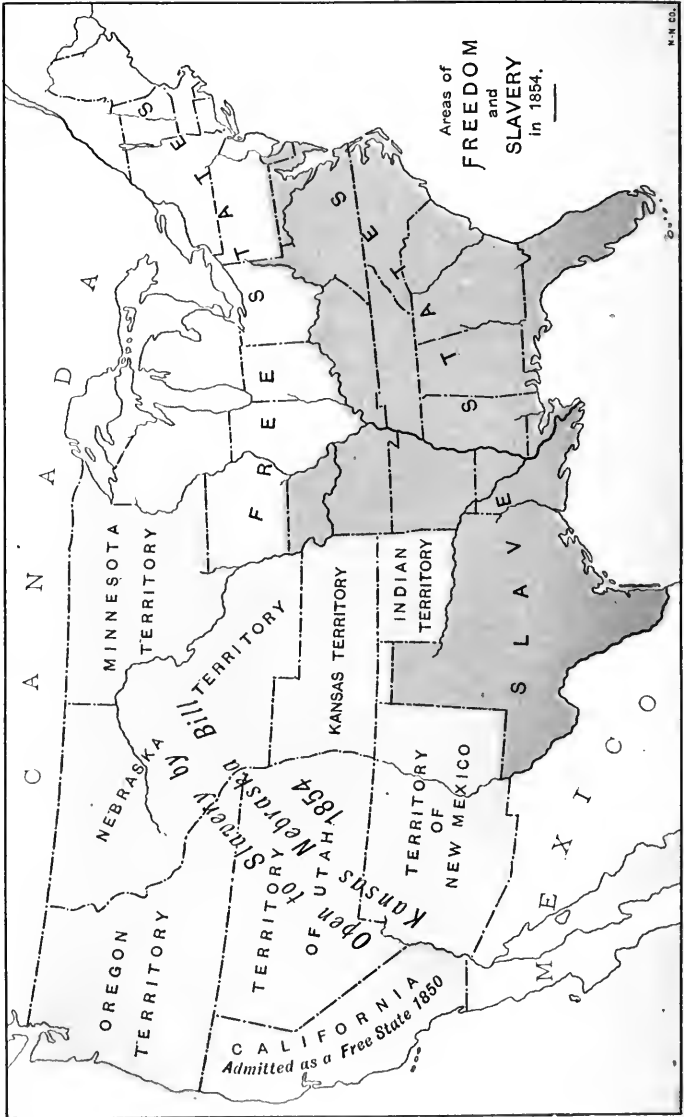 Areas of
FREEDOM
and
SLAVERY
in 1854.
CANADA
OREGON
TERRITORY
NEBRASKA
TERRITORY
MINNESOTA
TERRITORY
FREE STATES
TERRITORY
OF UTAH
Open to Slavery by
Kansas Nebraska Bill
1854
KANSAS TERRITORY
CALIFORNIA
Admitted as a Free State 1850
TERRITORY
OF
NEW MEXICO
INDIAN
TERRITORY
SLAVE STATES
MEXICO
M-N CO.